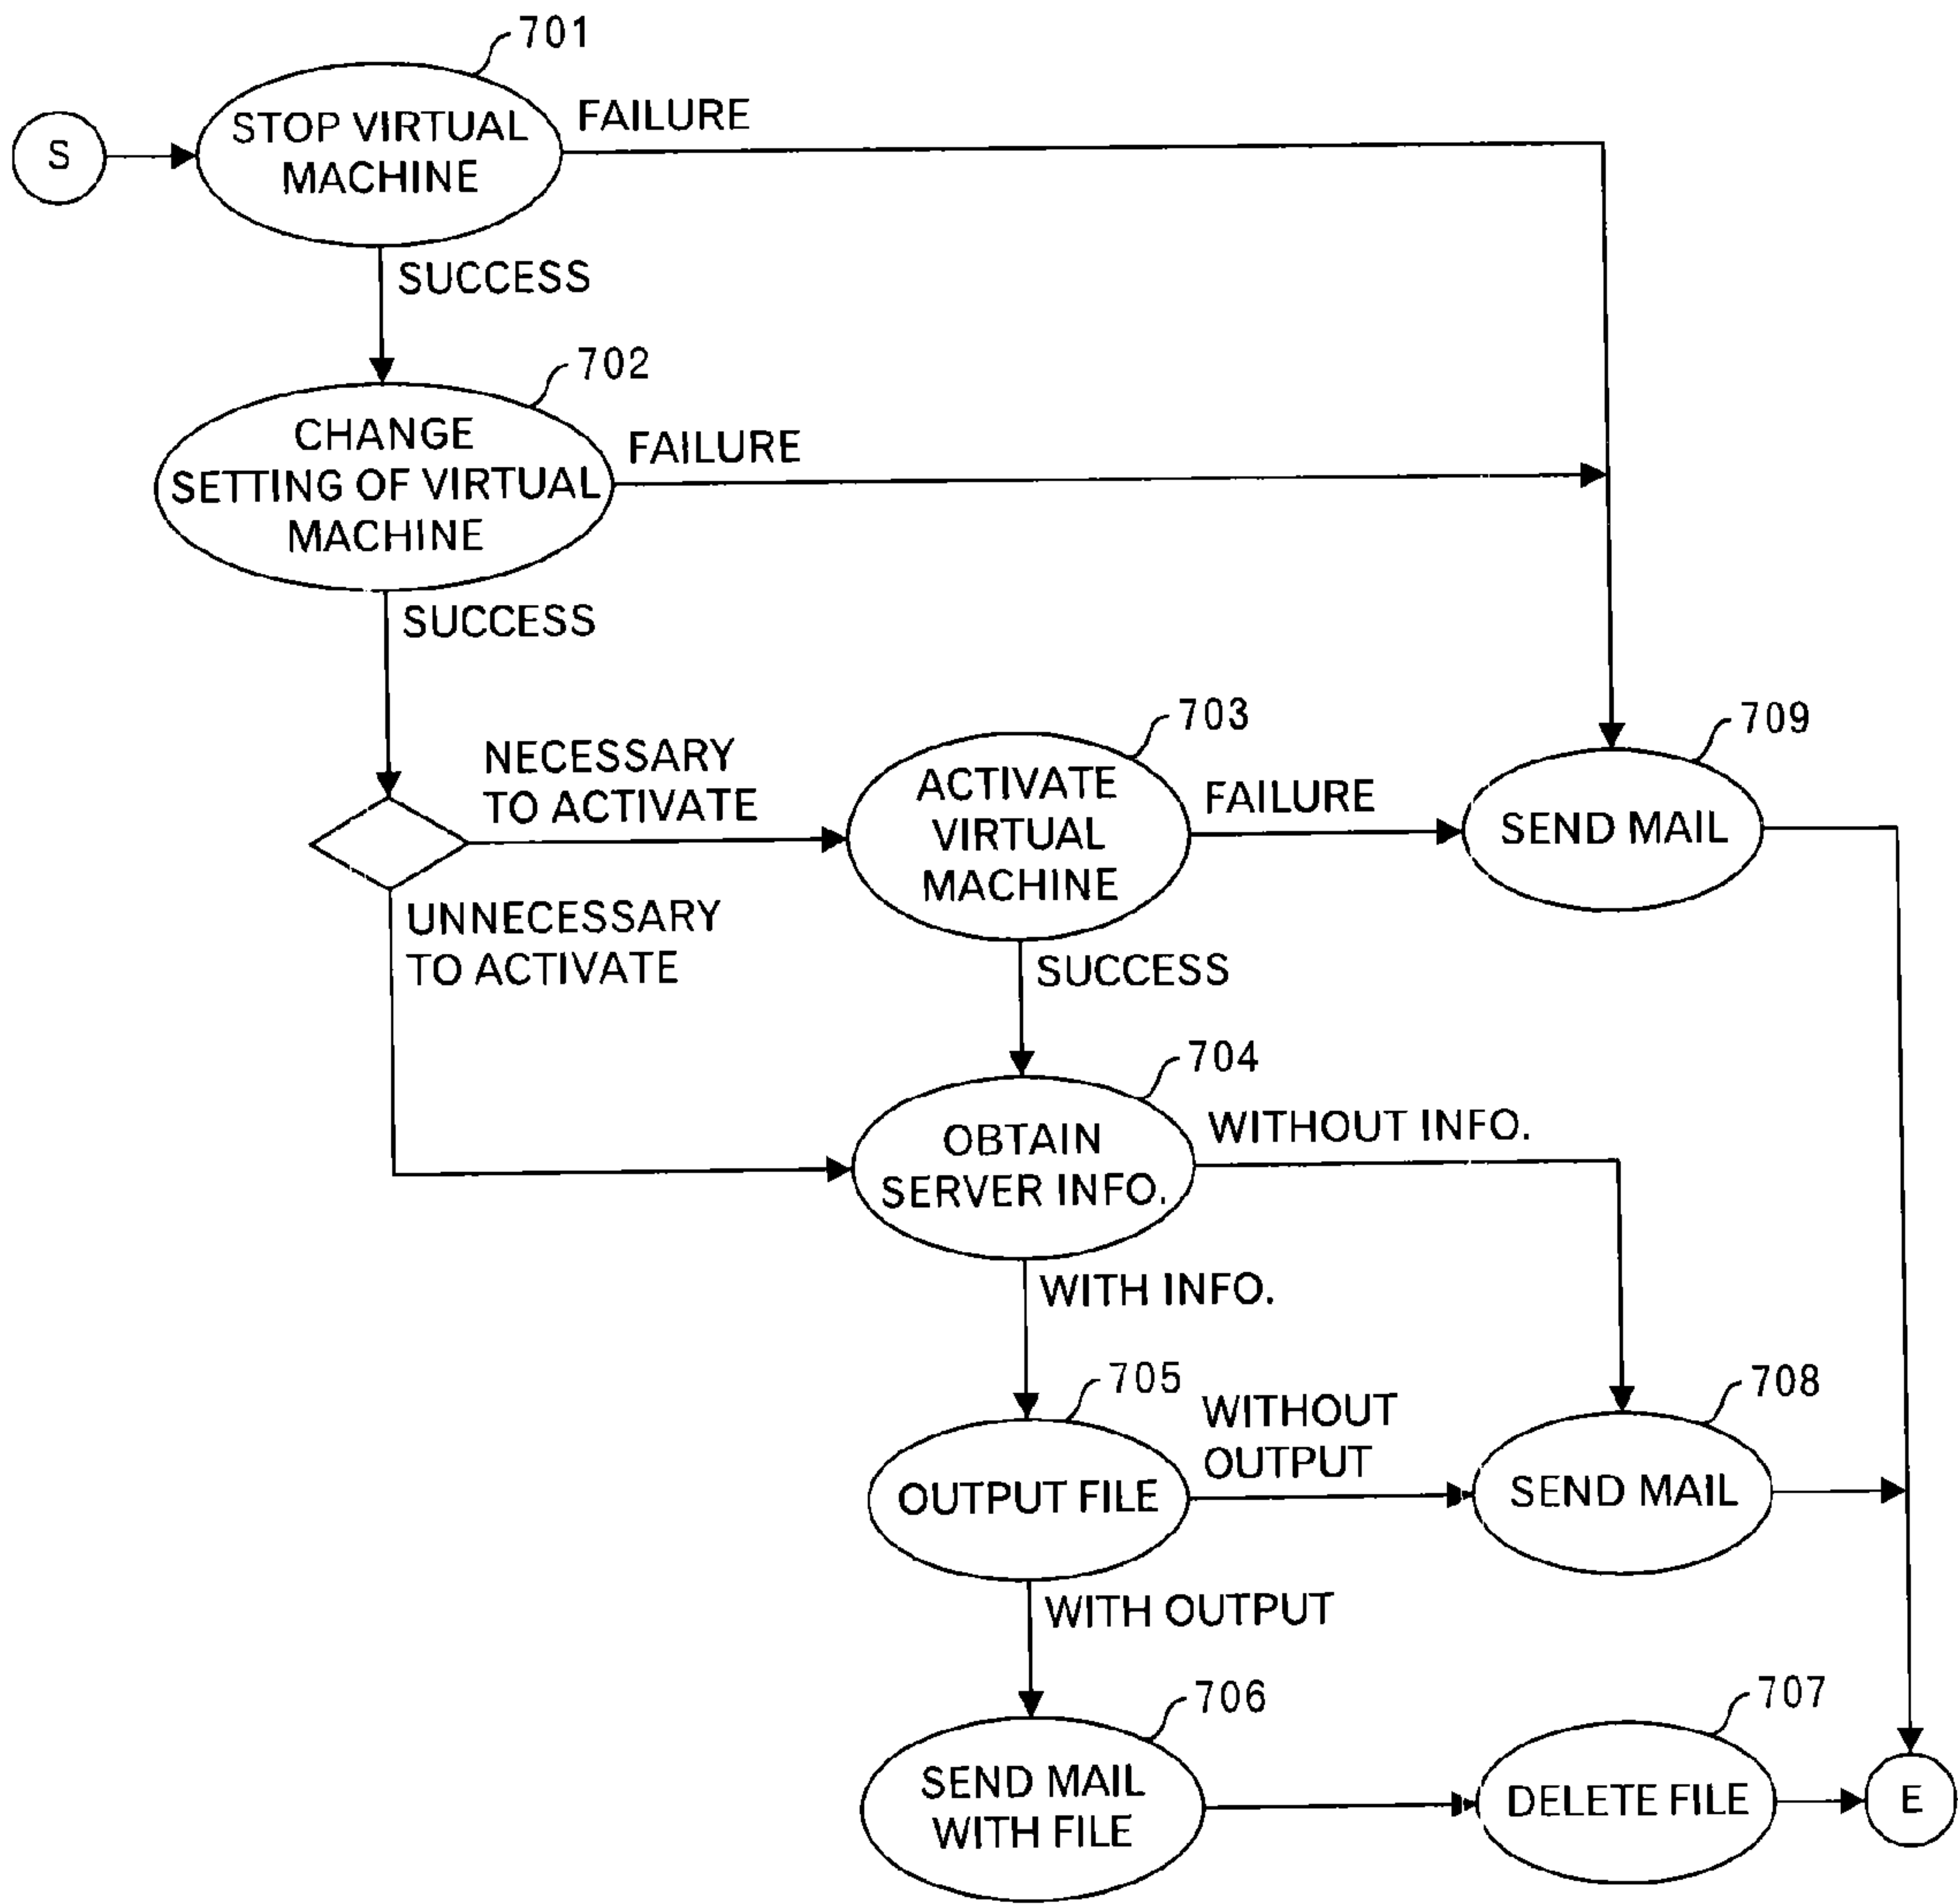 701
S
STOP VIRTUAL
MACHINE
FAILURE
SUCCESS
702
CHANGE
SETTING OF VIRTUAL
MACHINE
FAILURE
SUCCESS
NECESSARY
TO ACTIVATE
703
ACTIVATE
VIRTUAL
MACHINE
FAILURE
709
SEND MAIL
UNNECESSARY
TO ACTIVATE
SUCCESS
704
OBTAIN
SERVER INFO.
WITHOUT INFO.
WITH INFO.
705
OUTPUT FILE
WITHOUT
OUTPUT
708
SEND MAIL
WITH OUTPUT
706
SEND MAIL
WITH FILE
707
DELETE FILE
E